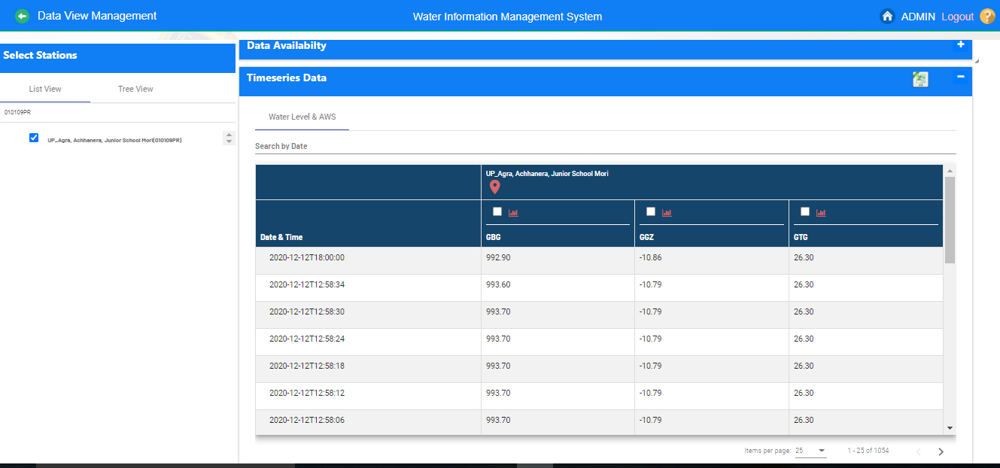 Data View Management
Water Information Management System
ADMIN Logout ?
Select Stations
List View Tree View
010109PR
UP_Agra, Achhanera, Junior School Mori(010109PR)
Data Availabilty +
Timeseries Data -
Water Level & AWS
Search by Date
UP_Agra, Achhanera, Junior School Mori
Date & Time GBG GGZ GTG
2020-12-12T18:00:00 992.90 -10.86 26.30
2020-12-12T12:58:34 993.60 -10.79 26.30
2020-12-12T12:58:30 993.70 -10.79 26.30
2020-12-12T12:58:24 993.70 -10.79 26.30
2020-12-12T12:58:18 993.70 -10.79 26.30
2020-12-12T12:58:12 993.70 -10.79 26.30
2020-12-12T12:58:06 993.70 -10.79 26.30
Items per page: 25 1 - 25 of 1054